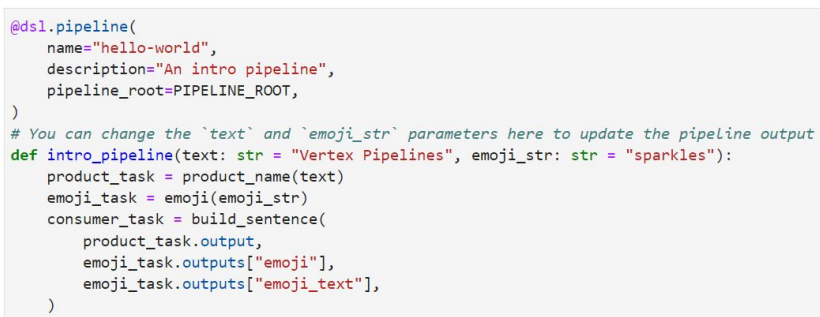 @dsl.pipeline(
    name="hello-world",
    description="An intro pipeline",
    pipeline_root=PIPELINE_ROOT,
)
# You can change the `text` and `emoji_str` parameters here to update the pipeline output
def intro_pipeline(text: str = "Vertex Pipelines", emoji_str: str = "sparkles"):
    product_task = product_name(text)
    emoji_task = emoji(emoji_str)
    consumer_task = build_sentence(
        product_task.output,
        emoji_task.outputs["emoji"],
        emoji_task.outputs["emoji_text"],
    )